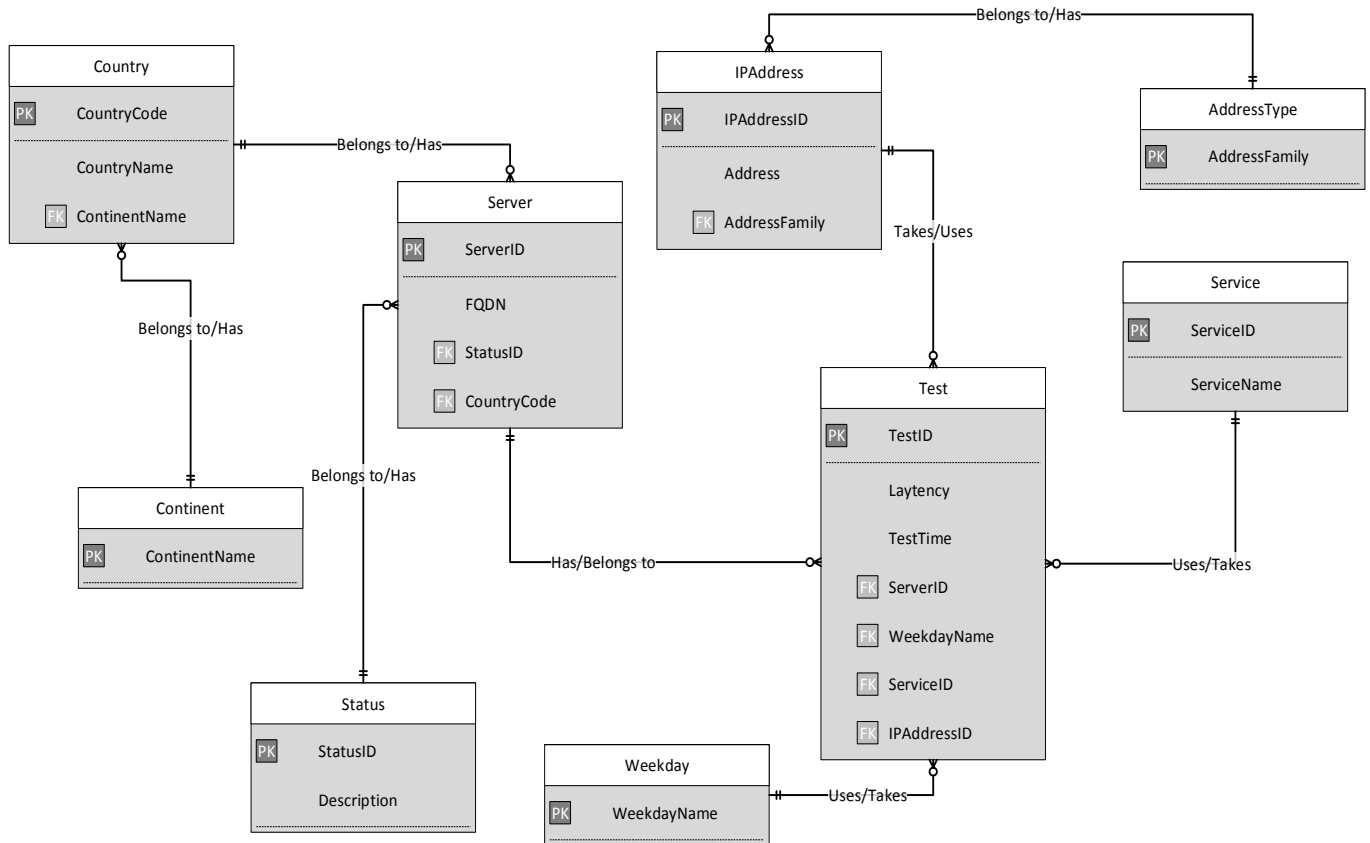 Belongs to/Has
Country
PK CountryCode
CountryName
FK ContinentName
Belongs to/Has
IPAddress
PK IPAddressID
Address
FK AddressFamily
AddressType
PK AddressFamily
Server
PK ServerID
FQDN
FK StatusID
FK CountryCode
Takes/Uses
Service
PK ServiceID
ServiceName
Belongs to/Has
Test
PK TestID
Laytency
TestTime
FK ServerID
FK WeekdayName
FK ServiceID
FK IPAddressID
Belongs to/Has
Continent
PK ContinentName
Has/Belongs to
Uses/Takes
Status
PK StatusID
Description
Weekday
PK WeekdayName
Uses/Takes